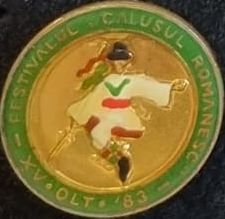 FESTIVALUL "CALUSUL ROMANESC"
XV • OLT • '83